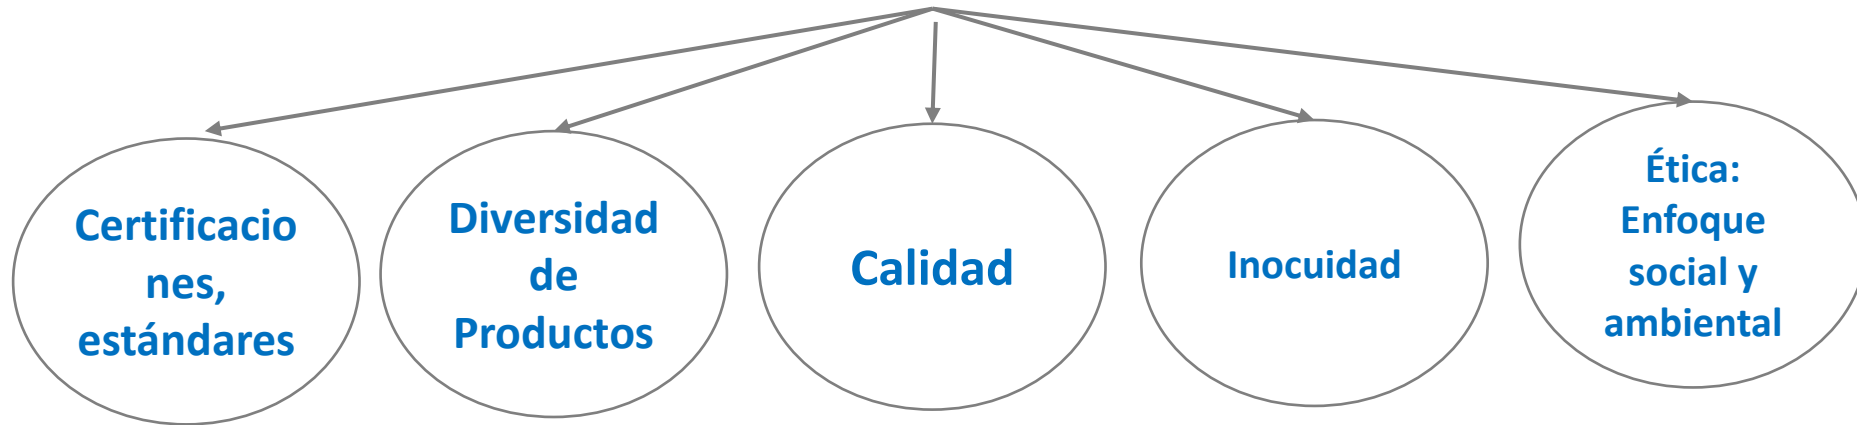 Certificacio
nes,
estándares
Diversidad
de
Productos
Calidad
Inocuidad
Ética:
Enfoque
social y
ambiental